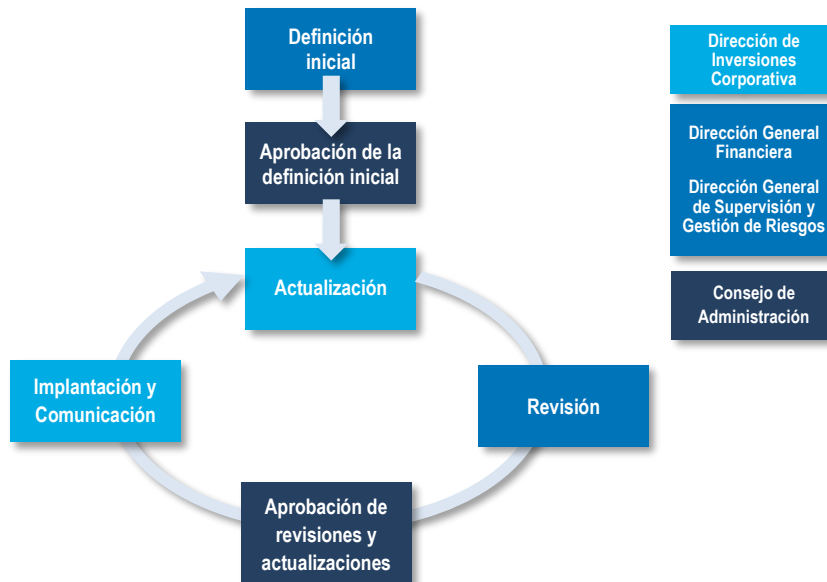 Definición
inicial
Aprobación de la
definición inicial
Actualización
Implantación y
Comunicación
Revisión
Aprobación de
revisiones y
actualizaciones
Dirección de
Inversiones
Corporativa
Dirección General
Financiera
Dirección General
de Supervisión y
Gestión de Riesgos
Consejo de
Administración